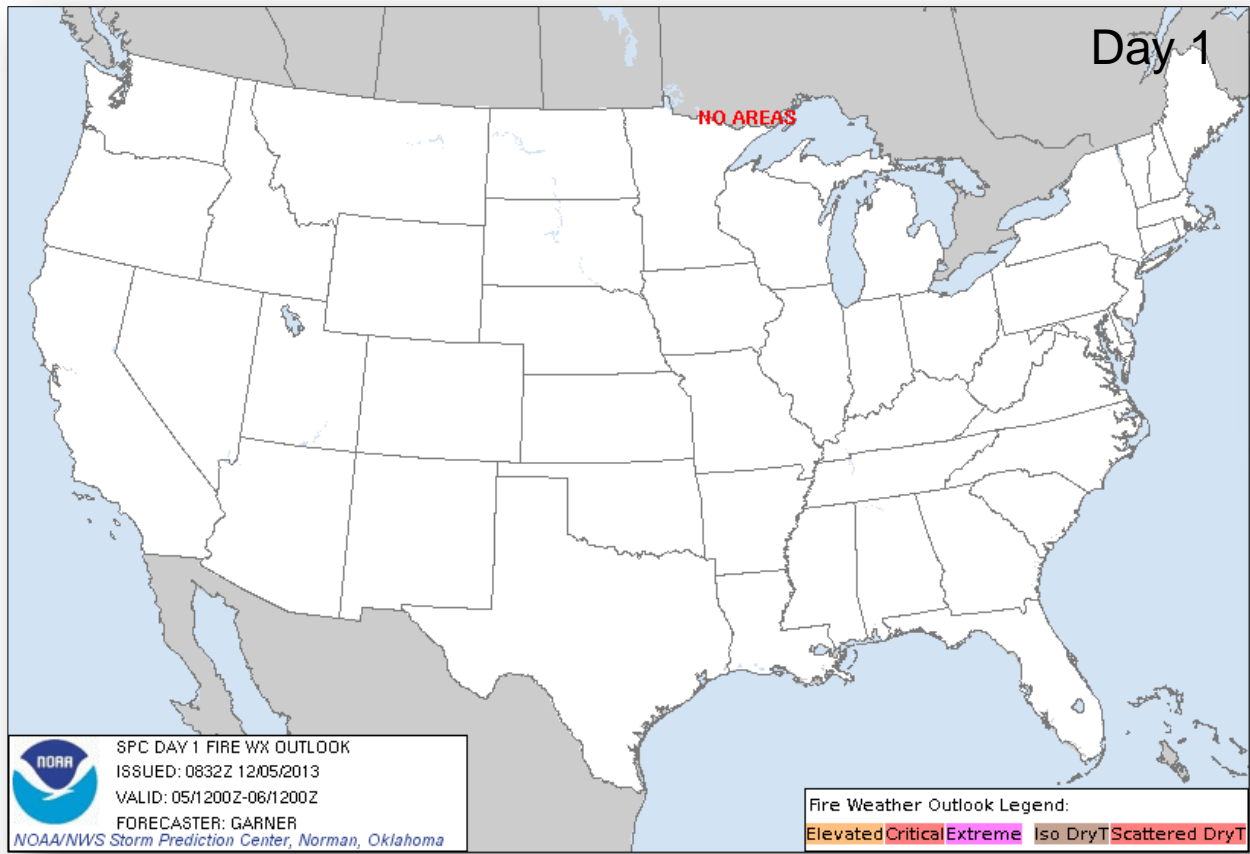 Day 1
NO AREAS
NOAA
SPC DAY 1 FIRE WX OUTLOOK
ISSUED: 0832Z 12/05/2013
VALID: 05/1200Z-06/1200Z
FORECASTER: GARNER
NOAA/NWS Storm Prediction Center, Norman, Oklahoma
Fire Weather Outlook Legend:
Elevated Critical Extreme Iso DryT Scattered DryT